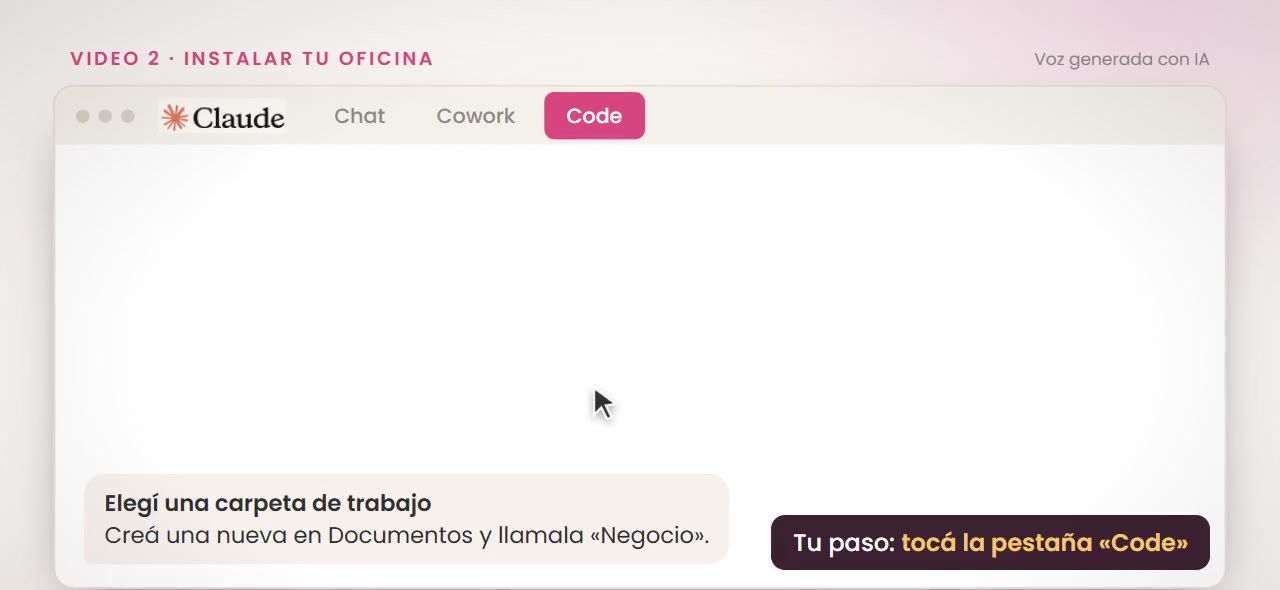 VIDEO 2 · INSTALAR TU OFICINA
Voz generada con IA
Claude
Chat
Cowork
Code
Elegí una carpeta de trabajo
Creá una nueva en Documentos y llamala «Negocio».
Tu paso: tocá la pestaña «Code»